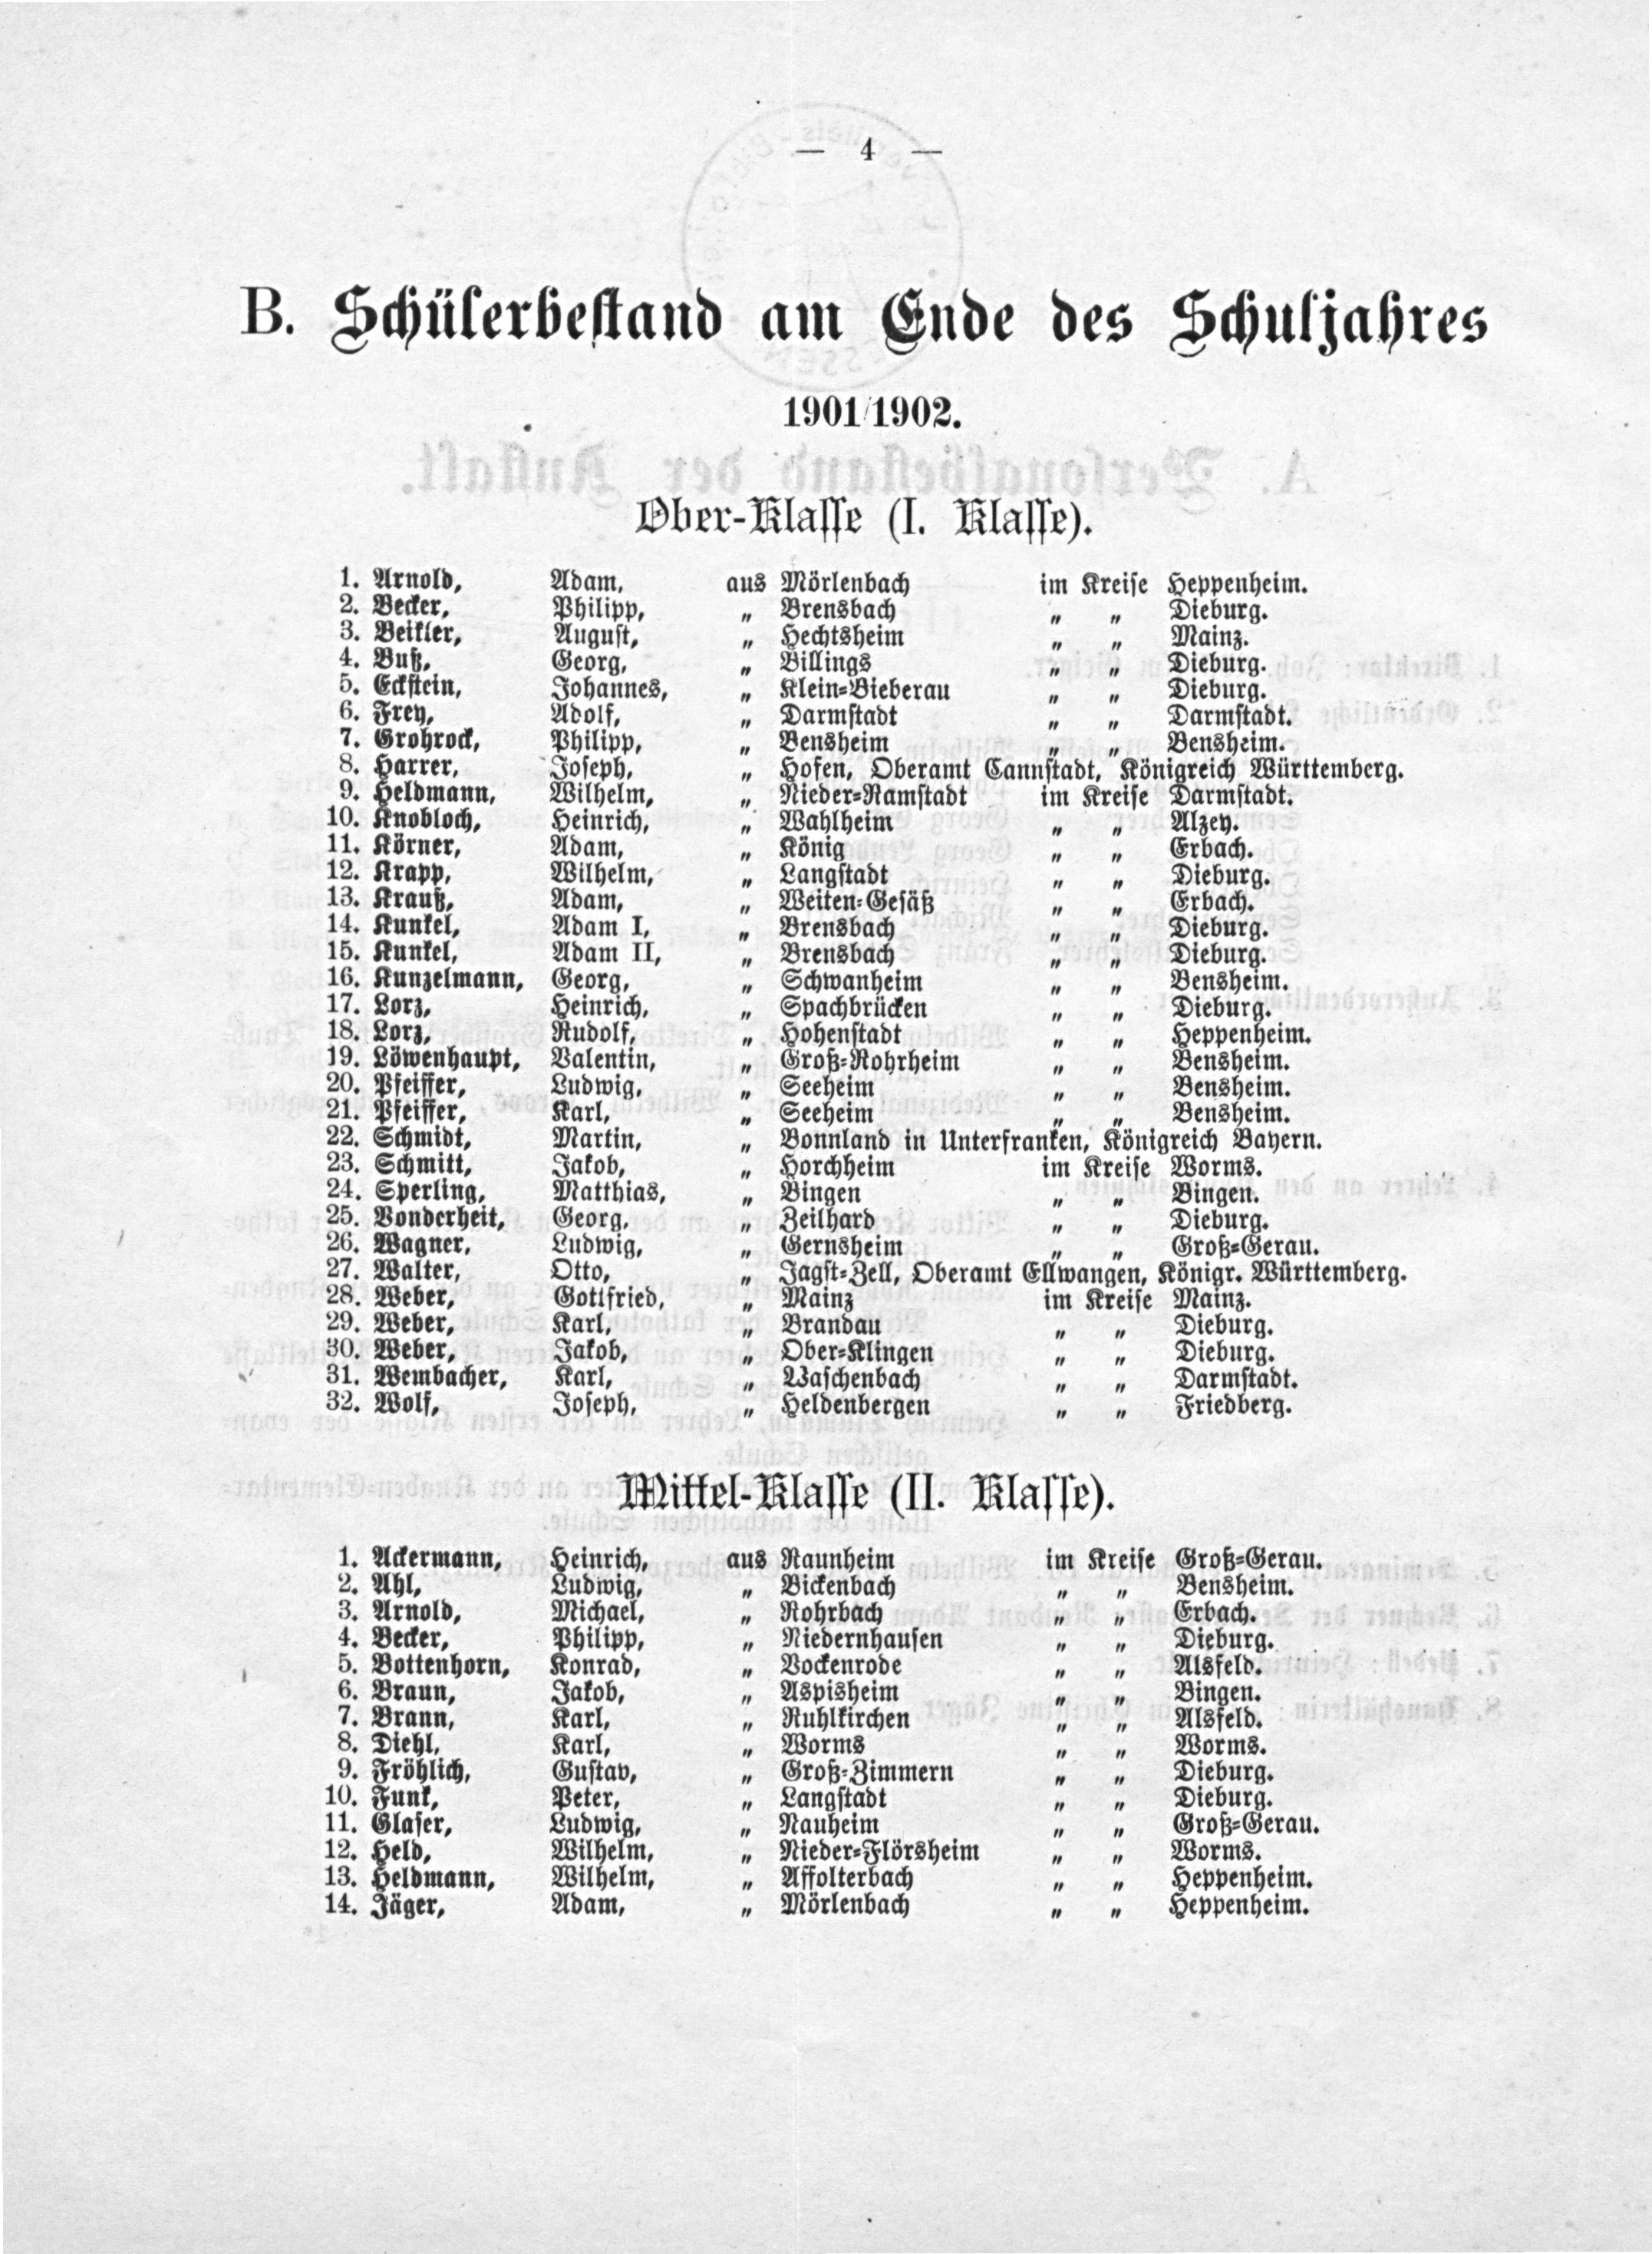 — 4 —
B. Schülerbestand am Ende des Schuljahres
1901/1902.
Ober-Klasse (I. Klasse).
1. Arnold, Adam, aus Mörlenbach im Kreise Heppenheim.
2. Becker, Philipp, „ Brensbach „ „ Dieburg.
3. Beikler, August, „ Hechtsheim „ „ Mainz.
4. Buß, Georg, „ Billings „ „ Dieburg.
5. Eckstein, Johannes, „ Klein-Bieberau „ „ Dieburg.
6. Frey, Adolf, „ Darmstadt „ „ Darmstadt.
7. Grohrock, Philipp, „ Bensheim „ „ Bensheim.
8. Harrer, Joseph, „ Hofen, Oberamt Cannstadt, Königreich Württemberg.
9. Heldmann, Wilhelm, „ Nieder-Ramstadt im Kreise Darmstadt.
10. Knobloch, Heinrich, „ Wahlheim „ „ Alzey.
11. Körner, Adam, „ König „ „ Erbach.
12. Krapp, Wilhelm, „ Langstadt „ „ Dieburg.
13. Krauß, Adam, „ Weiten-Gesäß „ „ Erbach.
14. Kunkel, Adam I, „ Brensbach „ „ Dieburg.
15. Kunkel, Adam II, „ Brensbach „ „ Dieburg.
16. Kunzelmann, Georg, „ Schwanheim „ „ Bensheim.
17. Lorz, Heinrich, „ Spachbrücken „ „ Dieburg.
18. Lorz, Rudolf, „ Hohenstadt „ „ Heppenheim.
19. Löwenhaupt, Valentin, „ Groß-Rohrheim „ „ Bensheim.
20. Pfeiffer, Ludwig, „ Seeheim „ „ Bensheim.
21. Pfeiffer, Karl, „ Seeheim „ „ Bensheim.
22. Schmidt, Martin, „ Bonnland in Unterfranken, Königreich Bayern.
23. Schmitt, Jakob, „ Horchheim im Kreise Worms.
24. Sperling, Matthias, „ Bingen „ „ Bingen.
25. Vonderheit, Georg, „ Zeilhard „ „ Dieburg.
26. Wagner, Ludwig, „ Gernsheim „ „ Groß-Gerau.
27. Walter, Otto, „ Jagst-Zell, Oberamt Ellwangen, Königr. Württemberg.
28. Weber, Gottfried, „ Mainz im Kreise Mainz.
29. Weber, Karl, „ Brandau „ „ Dieburg.
30. Weber, Jakob, „ Ober-Klingen „ „ Dieburg.
31. Wembacher, Karl, „ Waschenbach „ „ Darmstadt.
32. Wolf, Joseph, „ Heldenbergen „ „ Friedberg.
Mittel-Klasse (II. Klasse).
1. Ackermann, Heinrich, aus Raunheim im Kreise Groß-Gerau.
2. Ahl, Ludwig, „ Bickenbach „ „ Bensheim.
3. Arnold, Michael, „ Rohrbach „ „ Erbach.
4. Becker, Philipp, „ Niedernhausen „ „ Dieburg.
5. Bottenhorn, Konrad, „ Vockenrode „ „ Alsfeld.
6. Braun, Jakob, „ Aspisheim „ „ Bingen.
7. Brann, Karl, „ Ruhlkirchen „ „ Alsfeld.
8. Diehl, Karl, „ Worms „ „ Worms.
9. Fröhlich, Gustav, „ Groß-Zimmern „ „ Dieburg.
10. Funk, Peter, „ Langstadt „ „ Dieburg.
11. Glaser, Ludwig, „ Nauheim „ „ Groß-Gerau.
12. Held, Wilhelm, „ Nieder-Flörsheim „ „ Worms.
13. Heldmann, Wilhelm, „ Affolterbach „ „ Heppenheim.
14. Jäger, Adam, „ Mörlenbach „ „ Heppenheim.